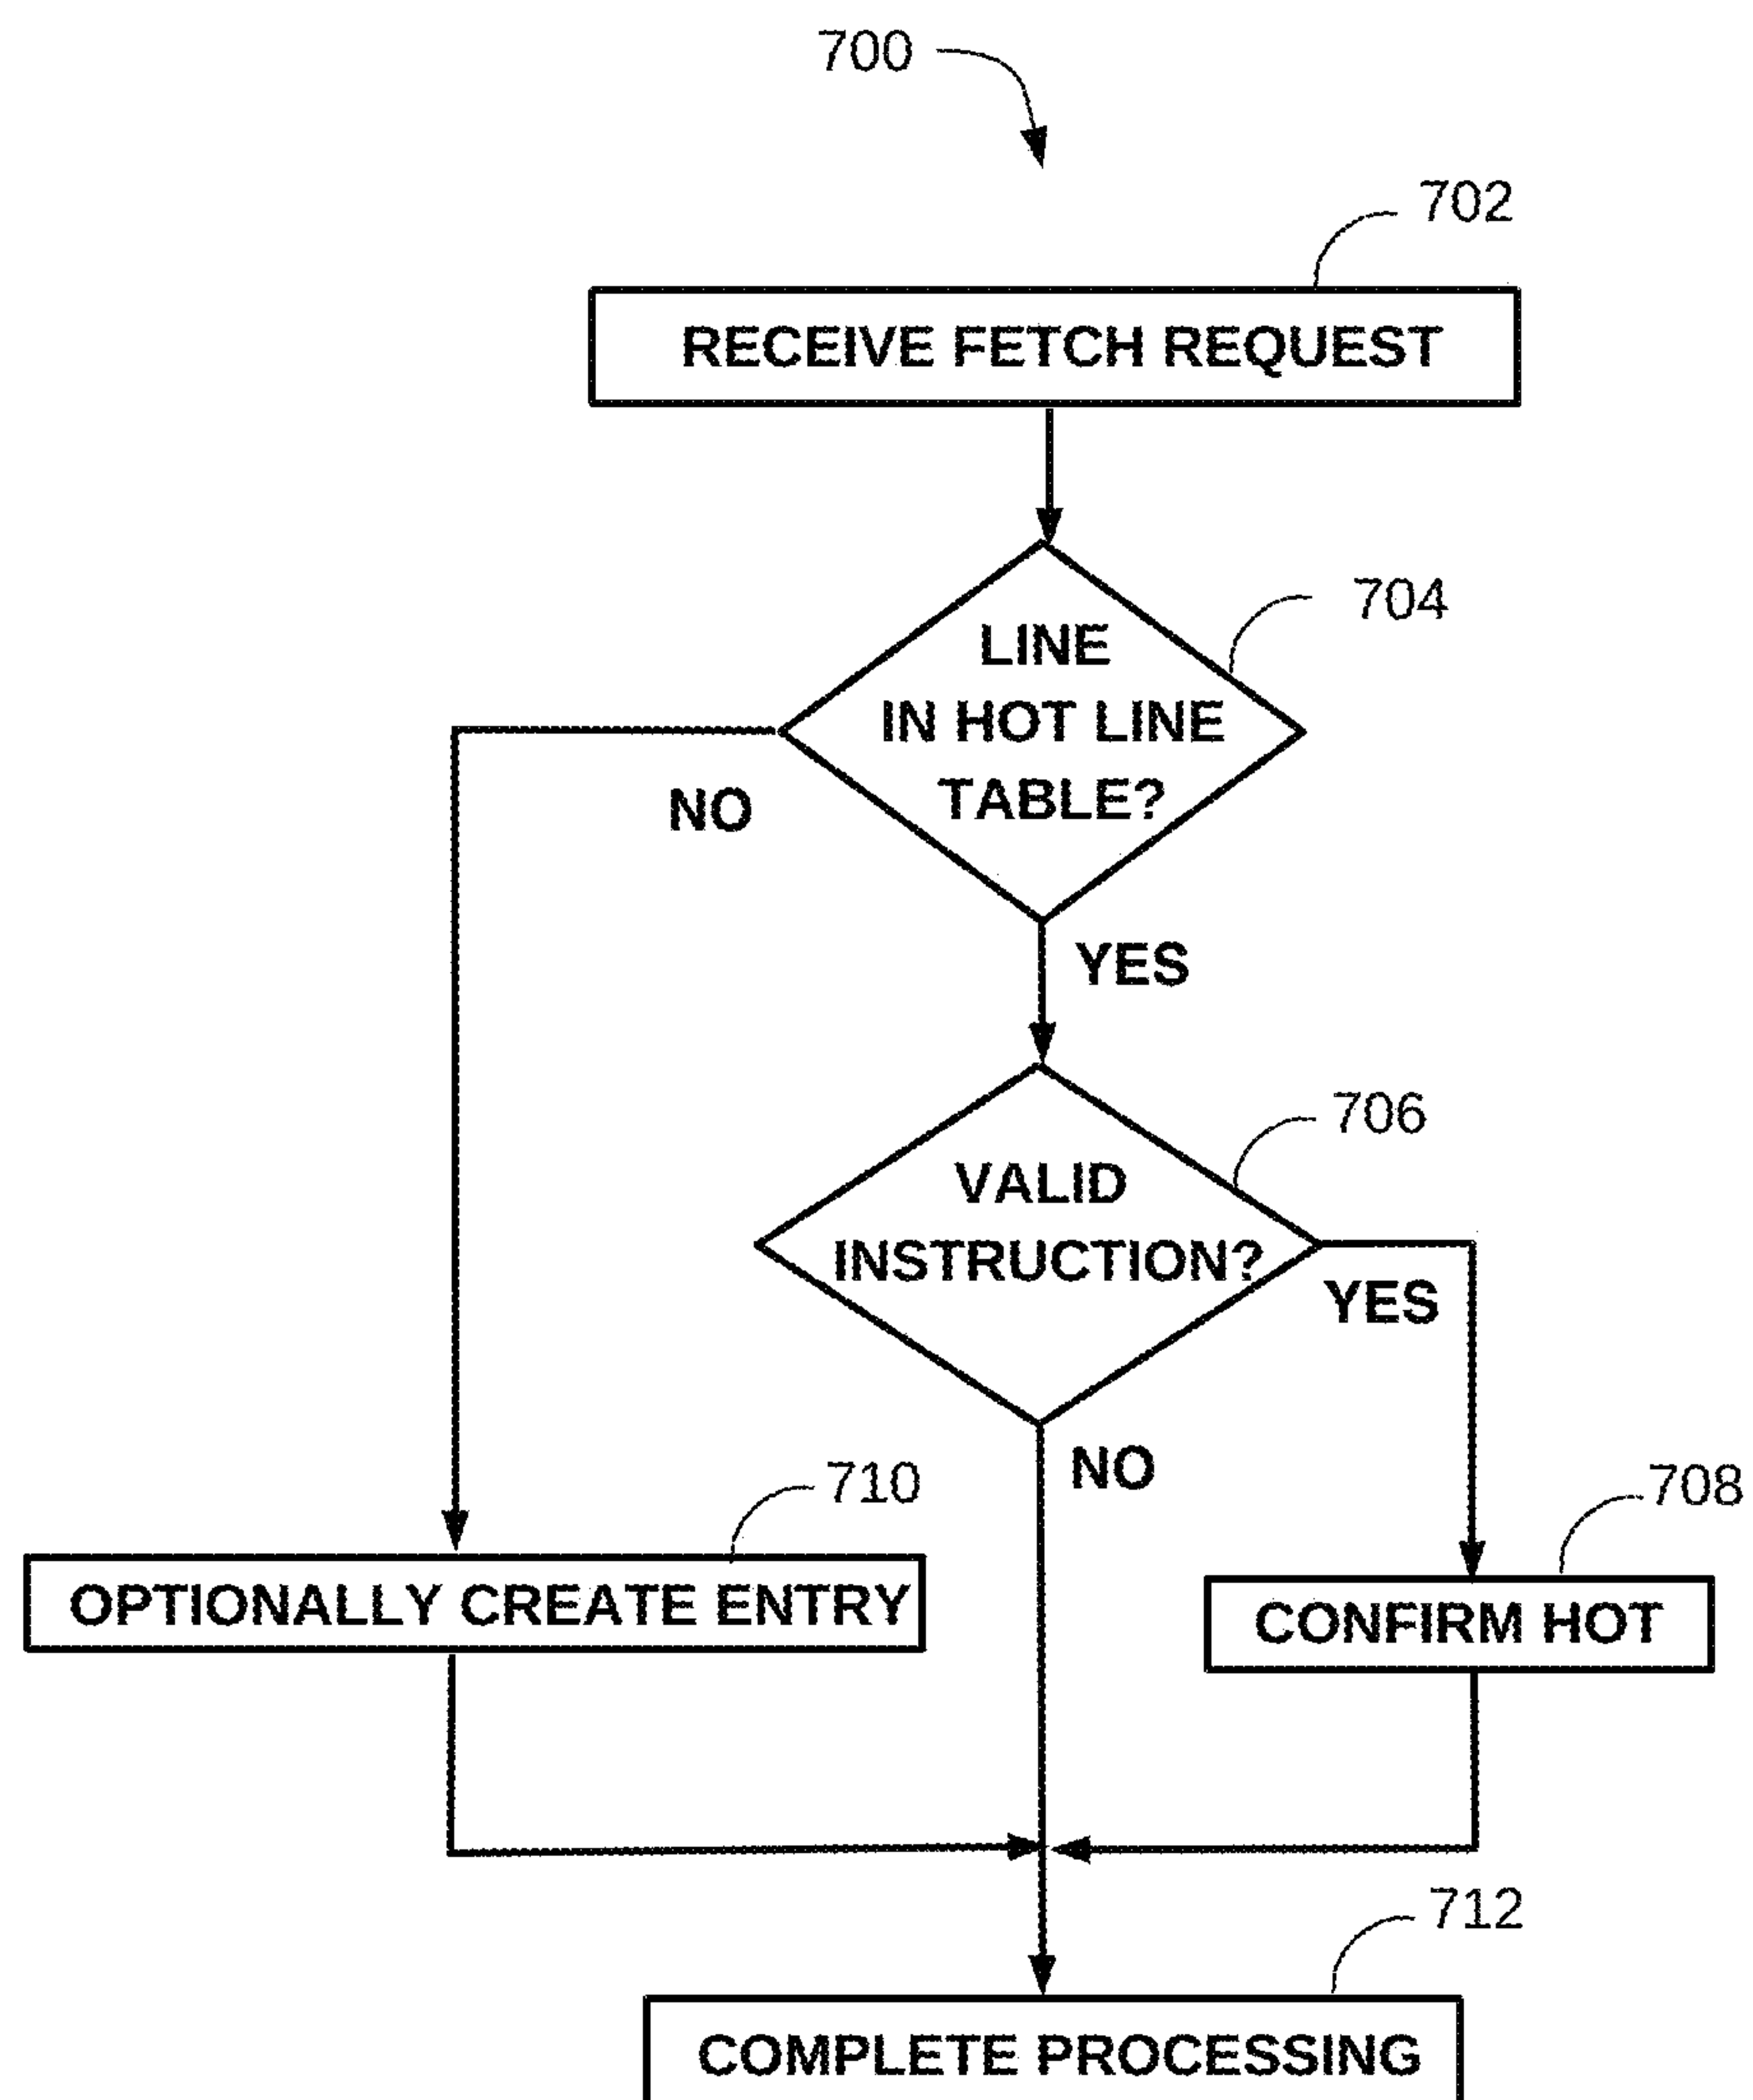 700
702
RECEIVE FETCH REQUEST
704
LINE
IN HOT LINE
TABLE?
NO
YES
706
VALID
INSTRUCTION?
YES
NO
710
708
OPTIONALLY CREATE ENTRY
CONFIRM HOT
712
COMPLETE PROCESSING